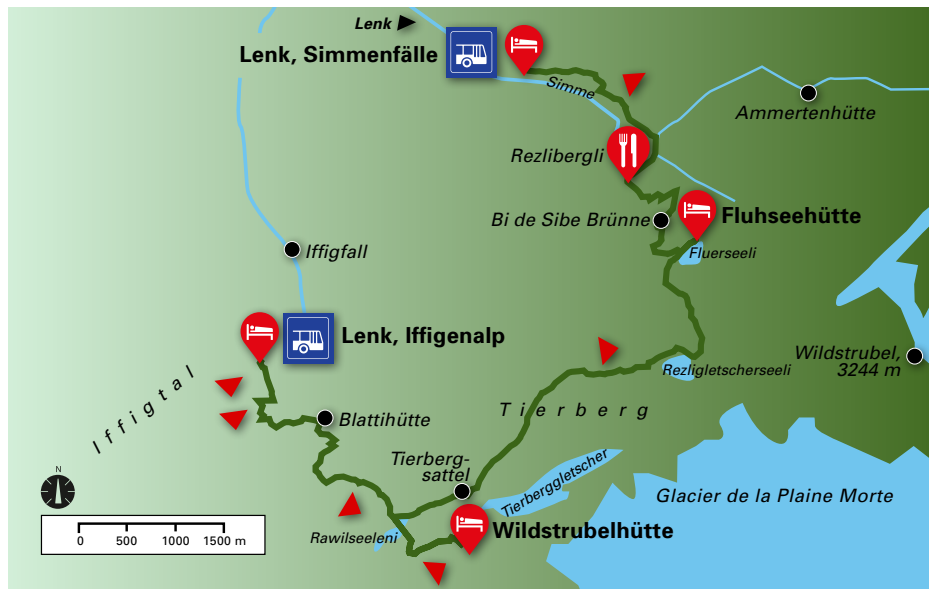 Lenk
Lenk, Simmenfälle
Simme
Ammertenhütte
Rezlibergli
Bi de Sibe Brünne
Fluhseehütte
Fluerseeli
Iffigfall
Lenk, Iffigenalp
Wildstrubel,
3244 m
Rezligletscherseeli
Iffigtal
Tierberg
Blattihütte
Tierberg-
sattel
Tierberggletscher
Glacier de la Plaine Morte
N
Wildstrubelhütte
Rawilseeleni
0 500 1000 1500 m